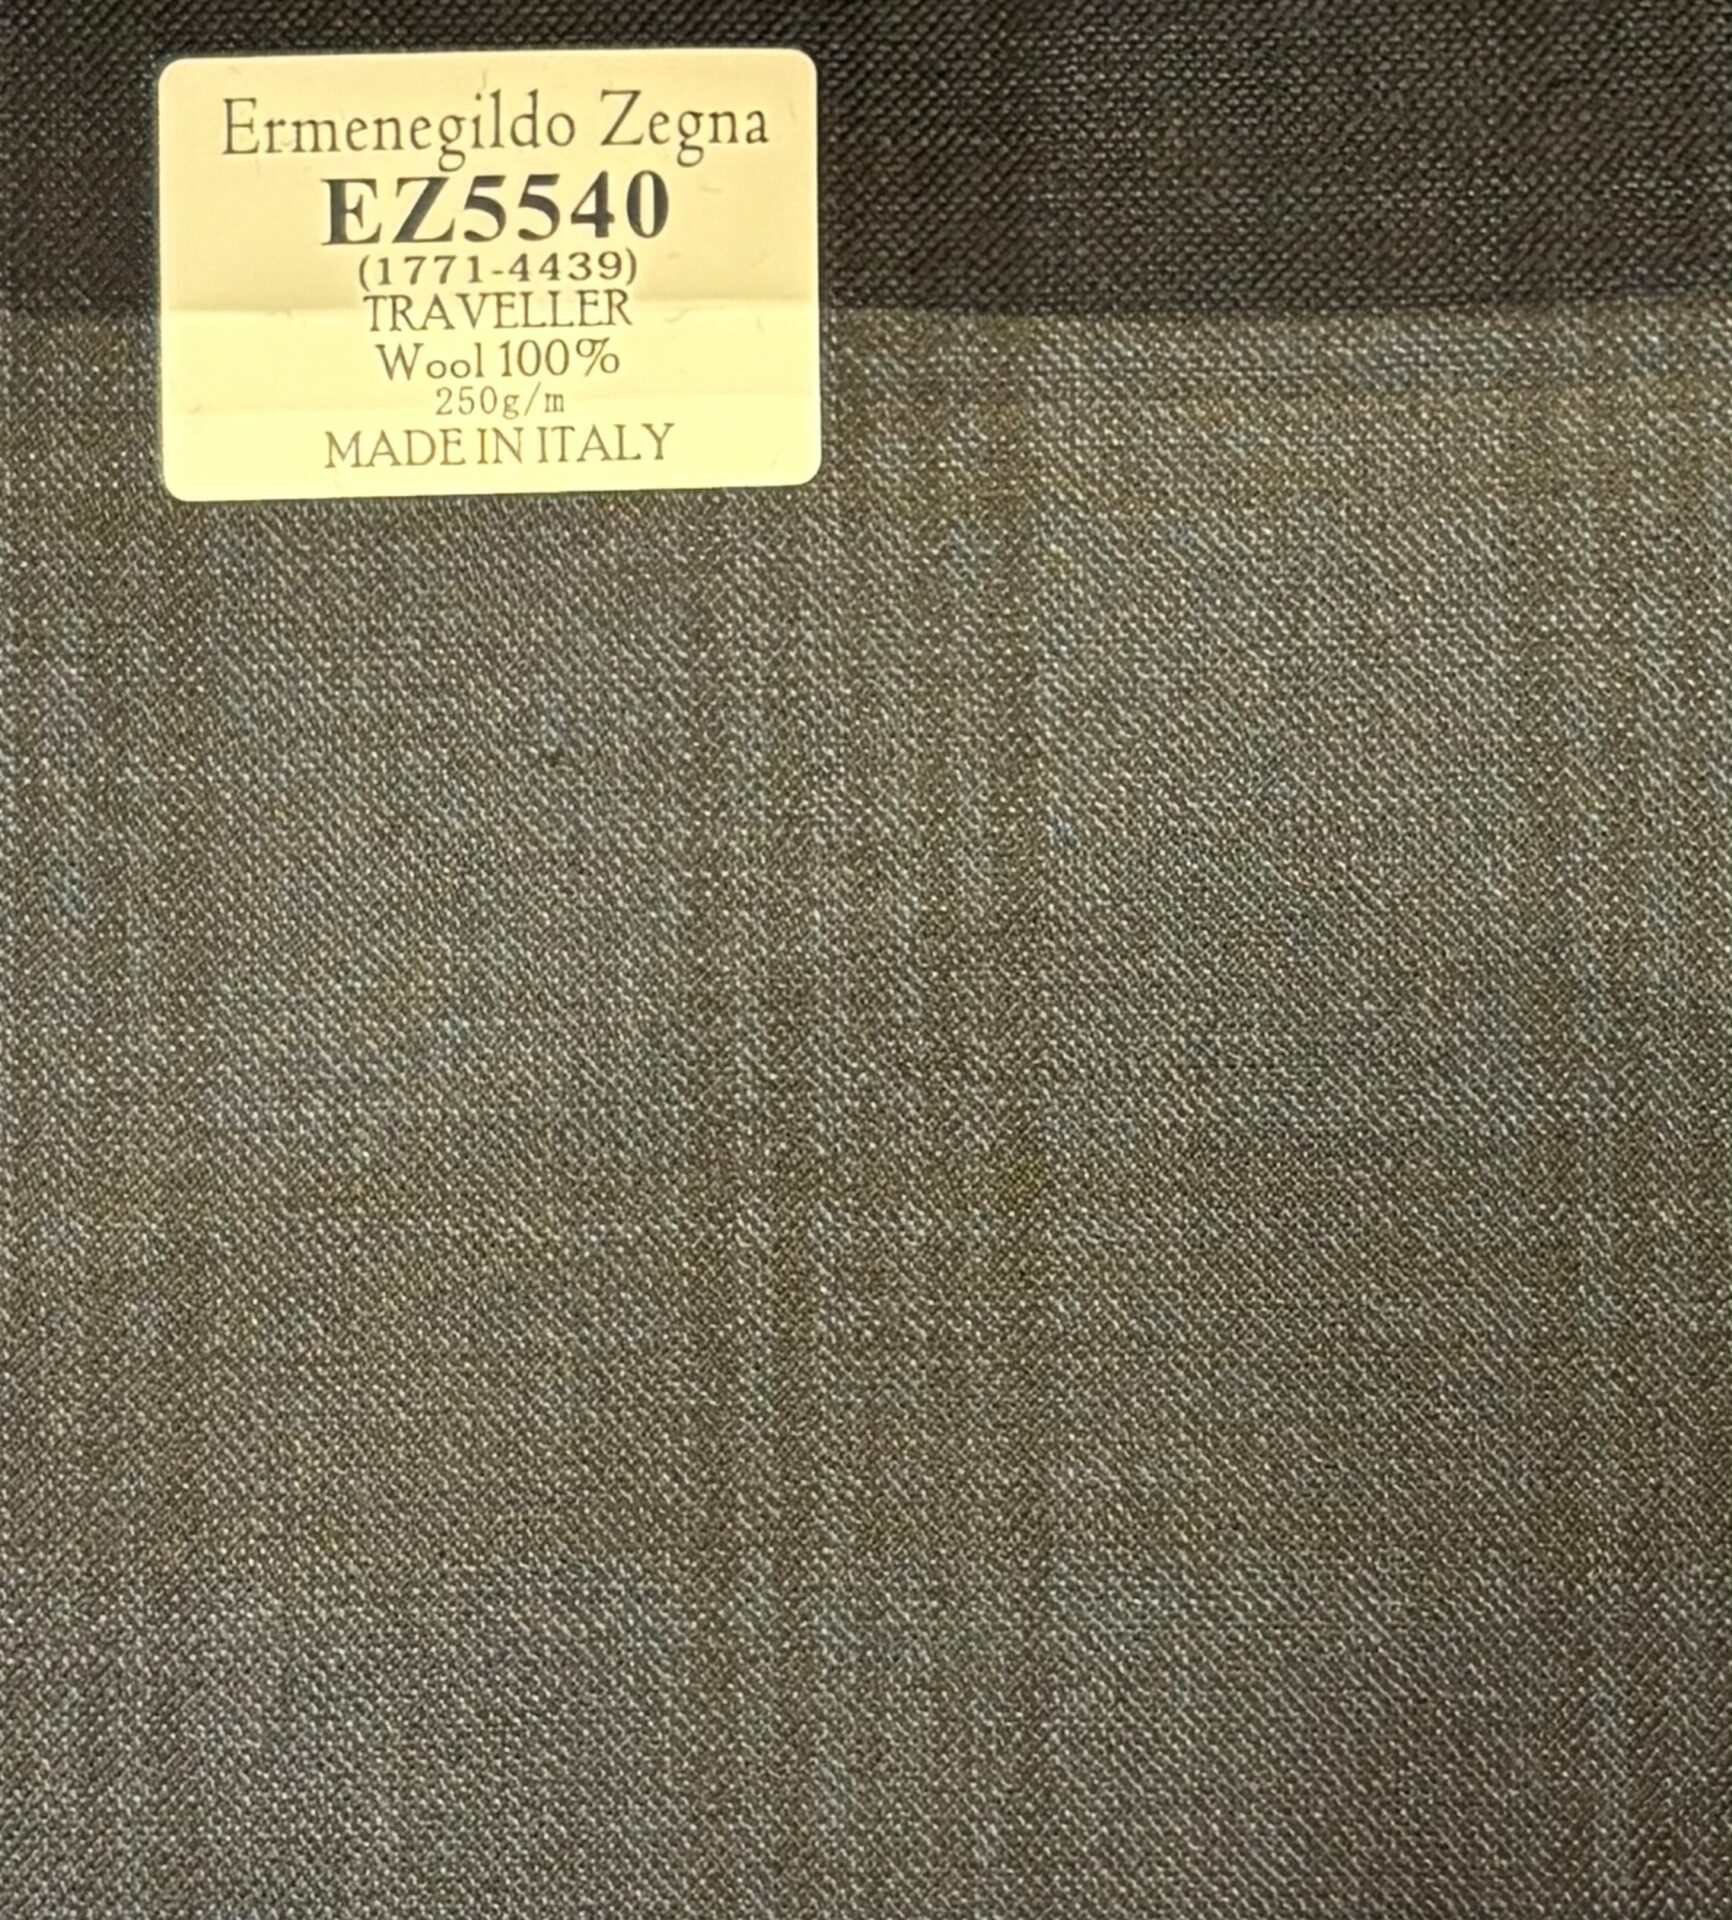 Ermenegildo Zegna
EZ5540
(1771-4439)
TRAVELLER
Wool 100%
250g/m
MADE IN ITALY